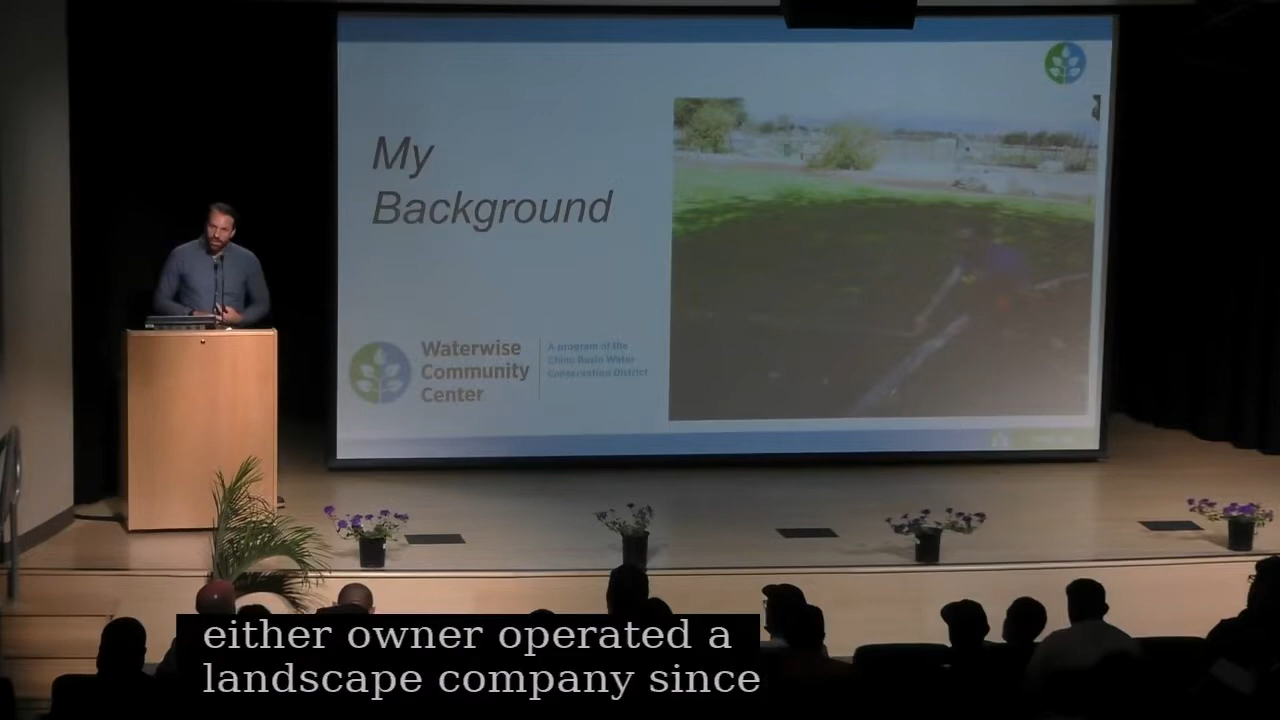 My
Background
Waterwise
Community
Center
A program of the
Chino Basin Water
Conservation District
either owner operated a
landscape company since